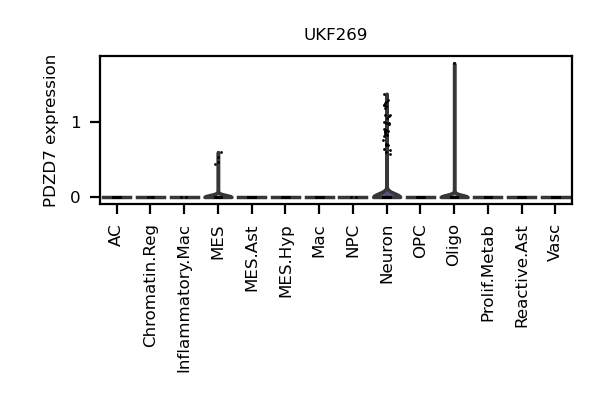 UKF269
PDZD7 expression
1
0
AC
Chromatin.Reg
Inflammatory.Mac
MES
MES.Ast
MES.Hyp
Mac
NPC
Neuron
OPC
Oligo
Prolif.Metab
Reactive.Ast
Vasc